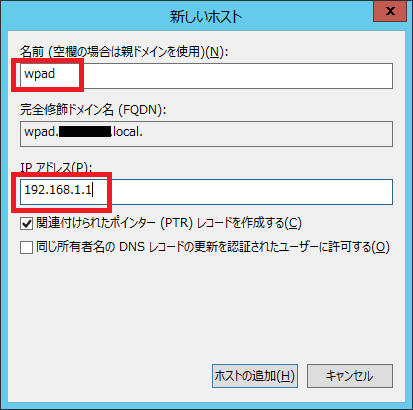 新しいホスト
x
名前 (空欄の場合は親ドメインを使用)(N):
wpad
完全修飾ドメイン名 (FQDN):
wpad. .local.
IP アドレス(P):
192.168.1.1
関連付けられたポインター (PTR) レコードを作成する(C)
同じ所有者名の DNS レコードの更新を認証されたユーザーに許可する(O)
ホストの追加(H)
キャンセル